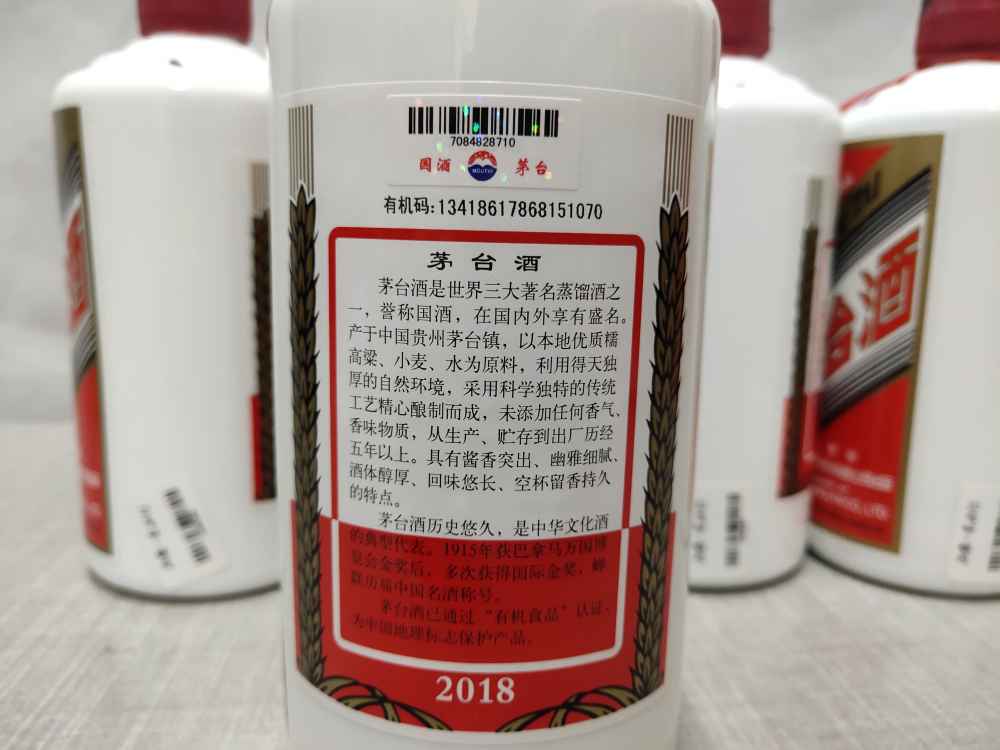 7084828710
国酒 MOUTAI 茅台
有机码:13418617868151070
茅台酒
茅台酒是世界三大著名蒸馏酒之
一，誉称国酒，在国内外享有盛名。
产于中国贵州茅台镇，以本地优质糯
高粱、小麦、水为原料，利用得天独
厚的自然环境，采用科学独特的传统
工艺精心酿制而成，未添加任何香气、
香味物质，从生产、贮存到出厂历经
五年以上。具有酱香突出、幽雅细腻、
酒体醇厚、回味悠长、空杯留香持久
的特点。
茅台酒历史悠久，是中华文化酒
的典型代表。1915年获巴拿马万国博
览会金奖后，多次获得国际金奖，蝉
联历届中国名酒称号。
茅台酒已通过“有机食品”认证，
为中国地理标志保护产品。
2018
酒